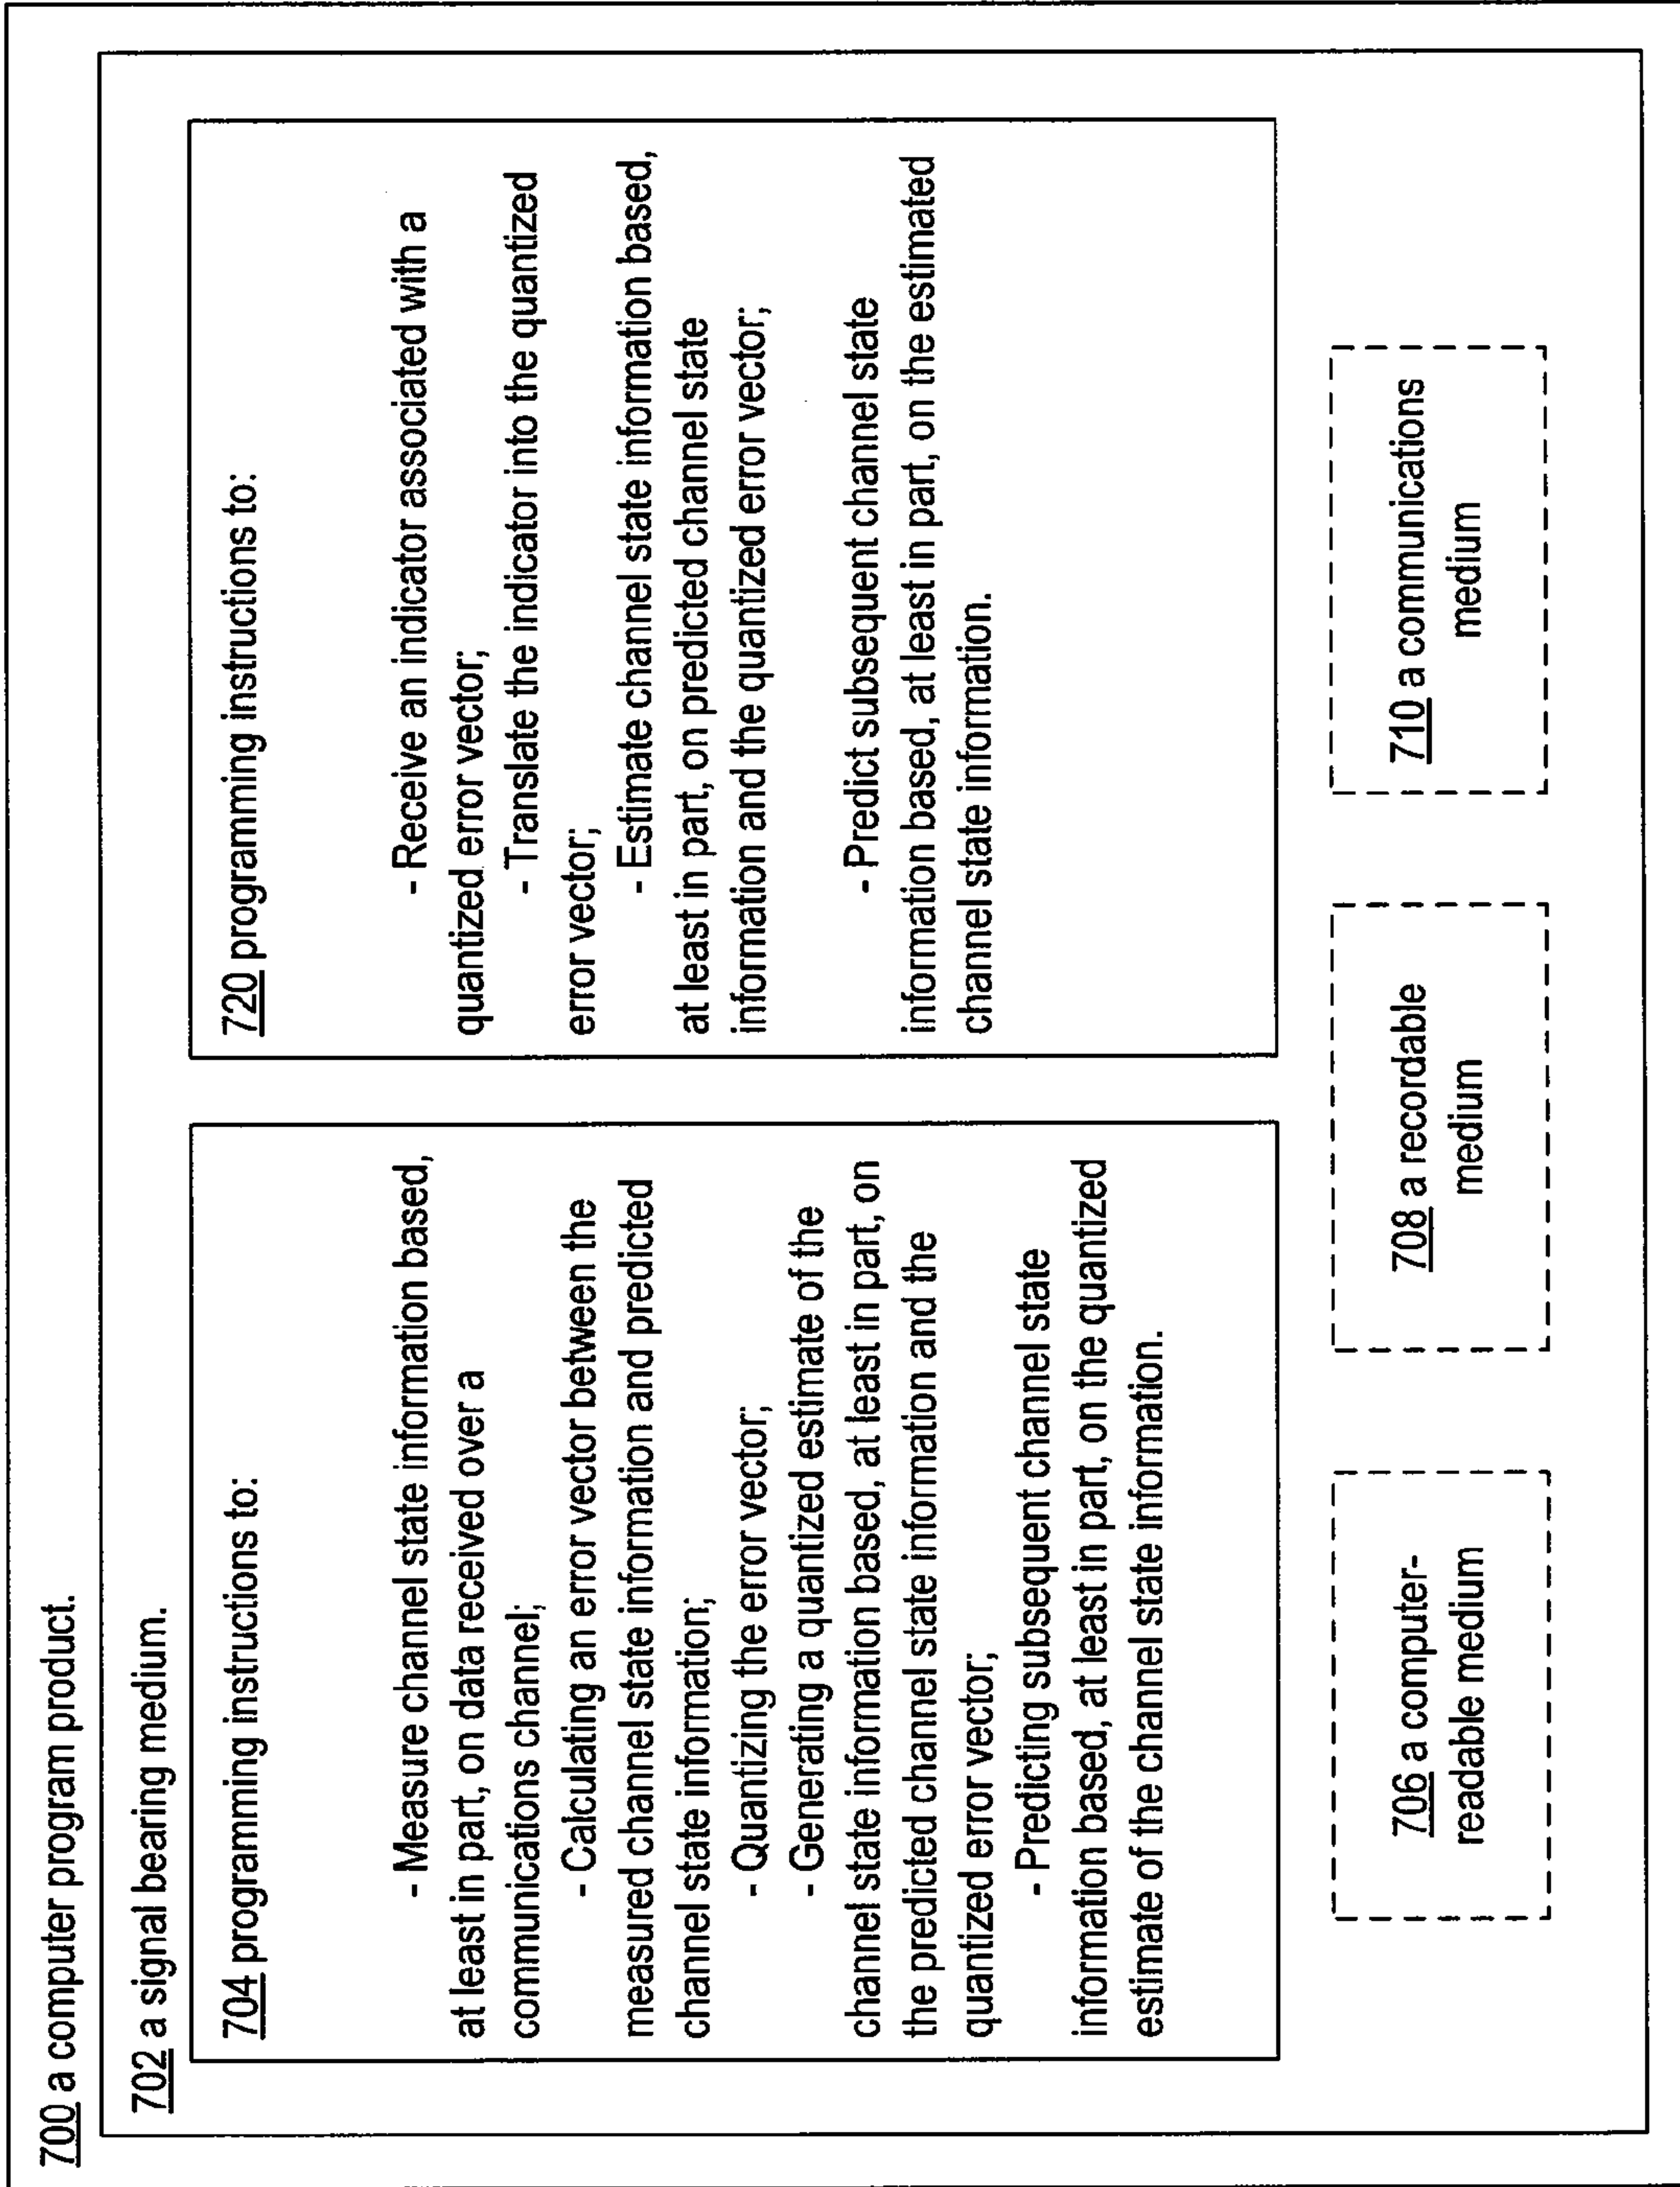 700 a computer program product.
702 a signal bearing medium.
704 programming instructions to:
- Measure channel state information based,
at least in part, on data received over a
communications channel;
- Calculating an error vector between the
measured channel state information and predicted
channel state information;
- Quantizing the error vector;
- Generating a quantized estimate of the
channel state information based, at least in part, on
the predicted channel state information and the
quantized error vector;
- Predicting subsequent channel state
information based, at least in part, on the quantized
estimate of the channel state information.
720 programming instructions to:
- Receive an indicator associated with a
quantized error vector;
- Translate the indicator into the quantized
error vector;
- Estimate channel state information based,
at least in part, on predicted channel state
information and the quantized error vector;
- Predict subsequent channel state
information based, at least in part, on the estimated
channel state information.
706 a computer-
readable medium
708 a recordable
medium
710 a communications
medium